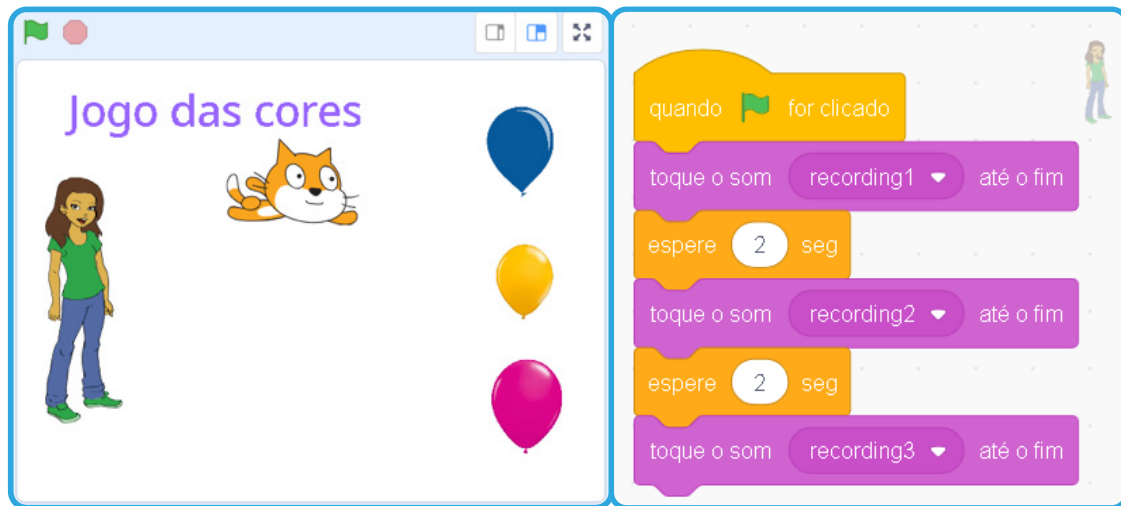 Jogo das cores
quando for clicado
toque o som recording1 até o fim
espere 2 seg
toque o som recording2 até o fim
espere 2 seg
toque o som recording3 até o fim